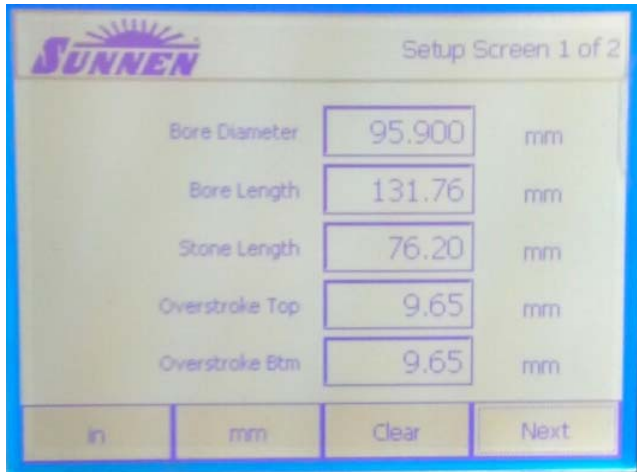 SUNNEN
Setup Screen 1 of 2
Bore Diameter 95.900 mm
Bore Length 131.76 mm
Stone Length 76.20 mm
Overstroke Top 9.65 mm
Overstroke Btm 9.65 mm
in mm Clear Next